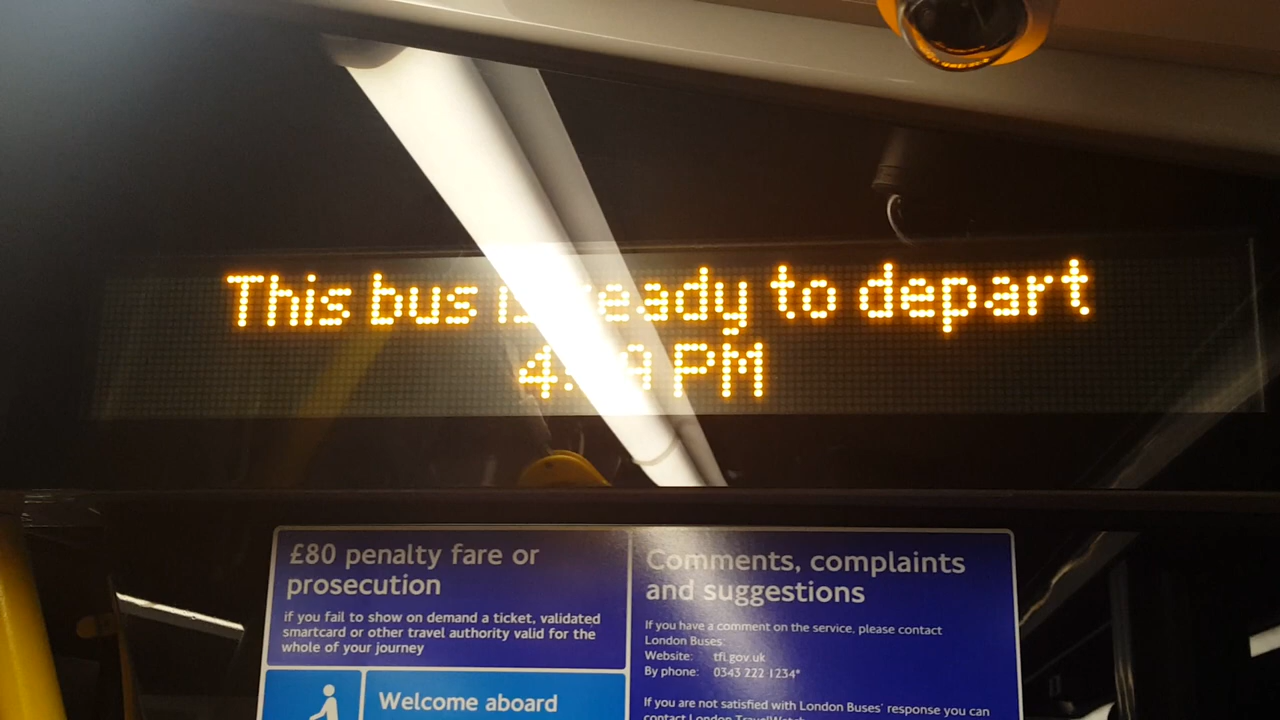 This bus ready to depart
PM
£80 penalty fare or
prosecution
if you fail to show on demand a ticket, validated
smartcard or other travel authority valid for the
whole of your journey
Welcome aboard
Comments, complaints
and suggestions
If you have a comment on the service, please contact
London Buses:
Website: tfl.gov.uk
By phone: 0343 222 1234*
If you are not satisfied with London Buses' response you can
contact London TravelWatch